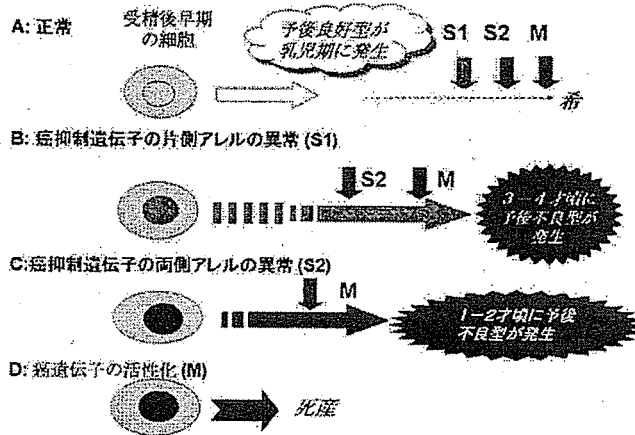 A: 正常
受精後早期
の細胞
予後良好型が
乳児期に発生
S1 S2 M
希
B: 癌抑制遺伝子の片側アレルの異常 (S1)
S2 M
3－4才頃に
予後不良型が
発生
C:癌抑制遺伝子の両側アレルの異常 (S2)
M
1－2才頃に予後
不良型が発生
D: 癌遺伝子の活性化 (M)
死産